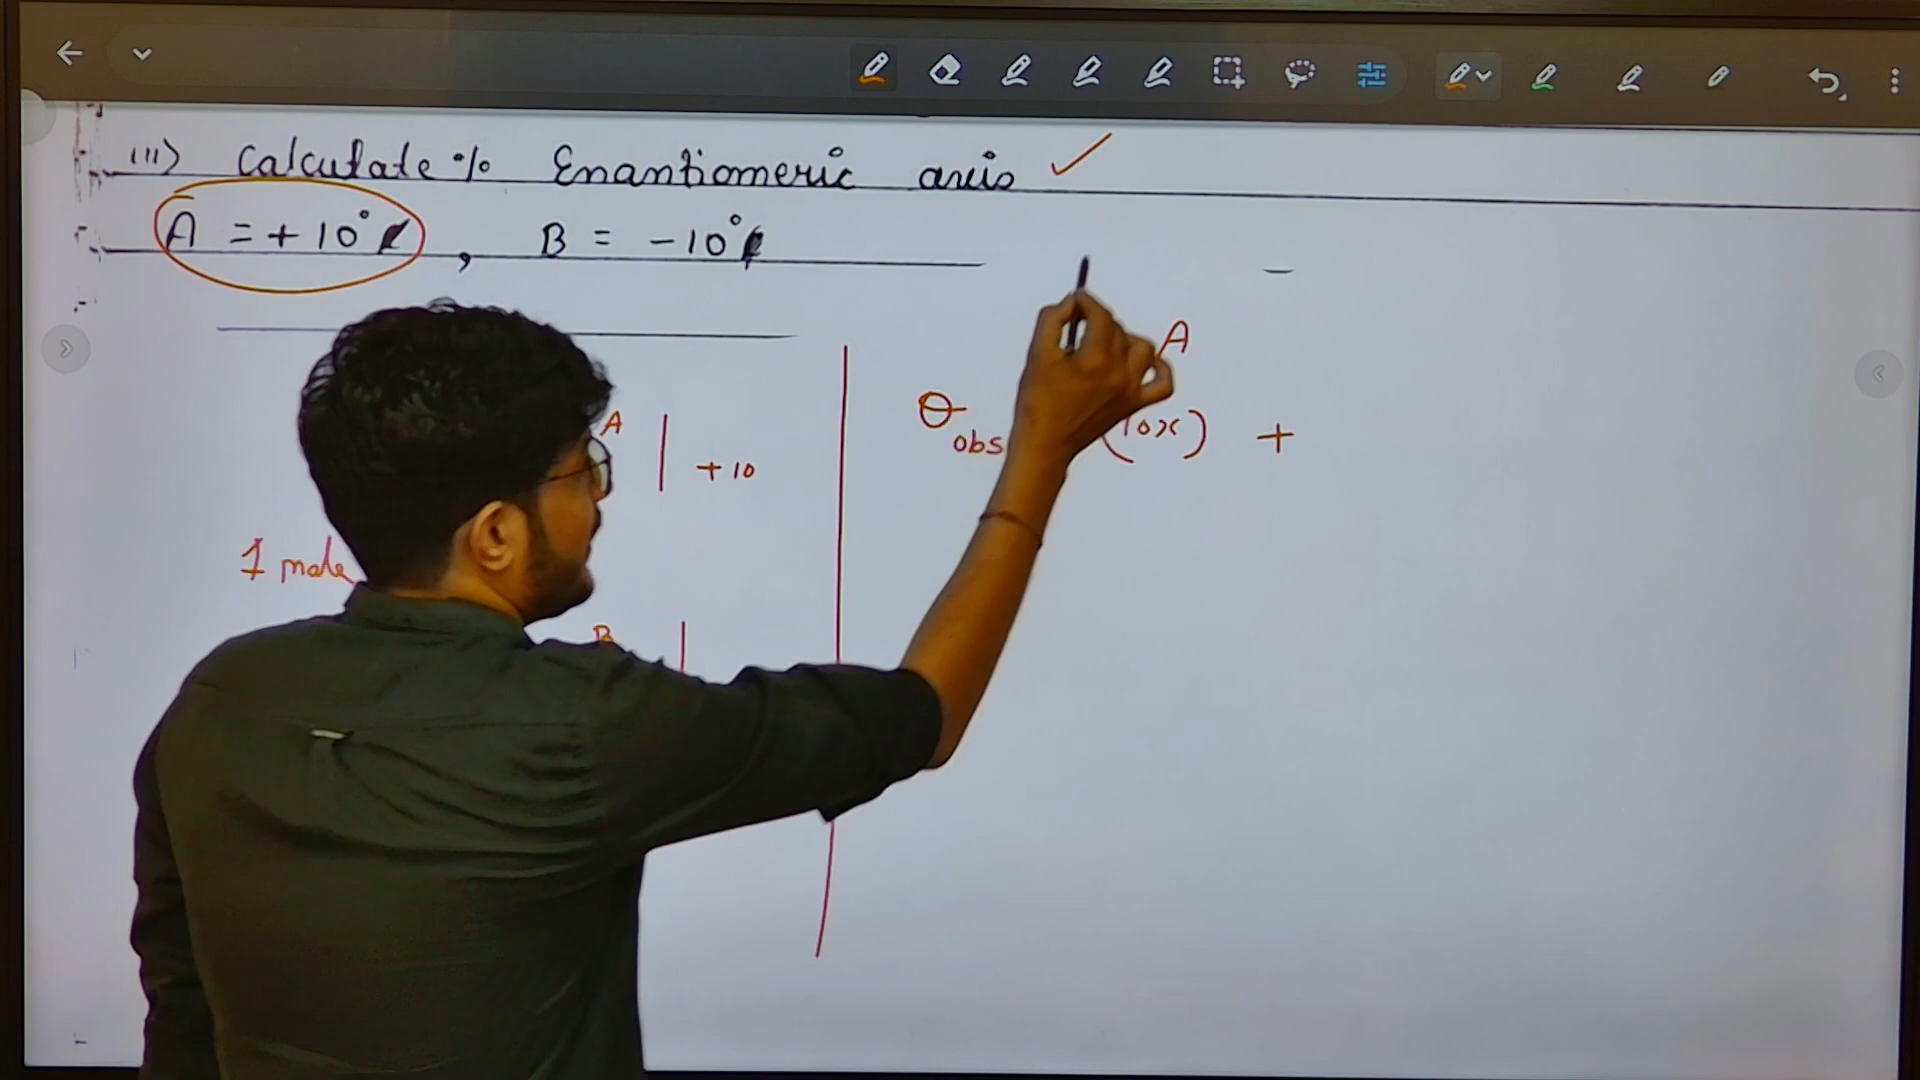 (III) Calculate % Enantiomeric axis ✓
A = + 10° , B = - 10°
A
A
+ 10
θobs (10x) +
1 mole
B